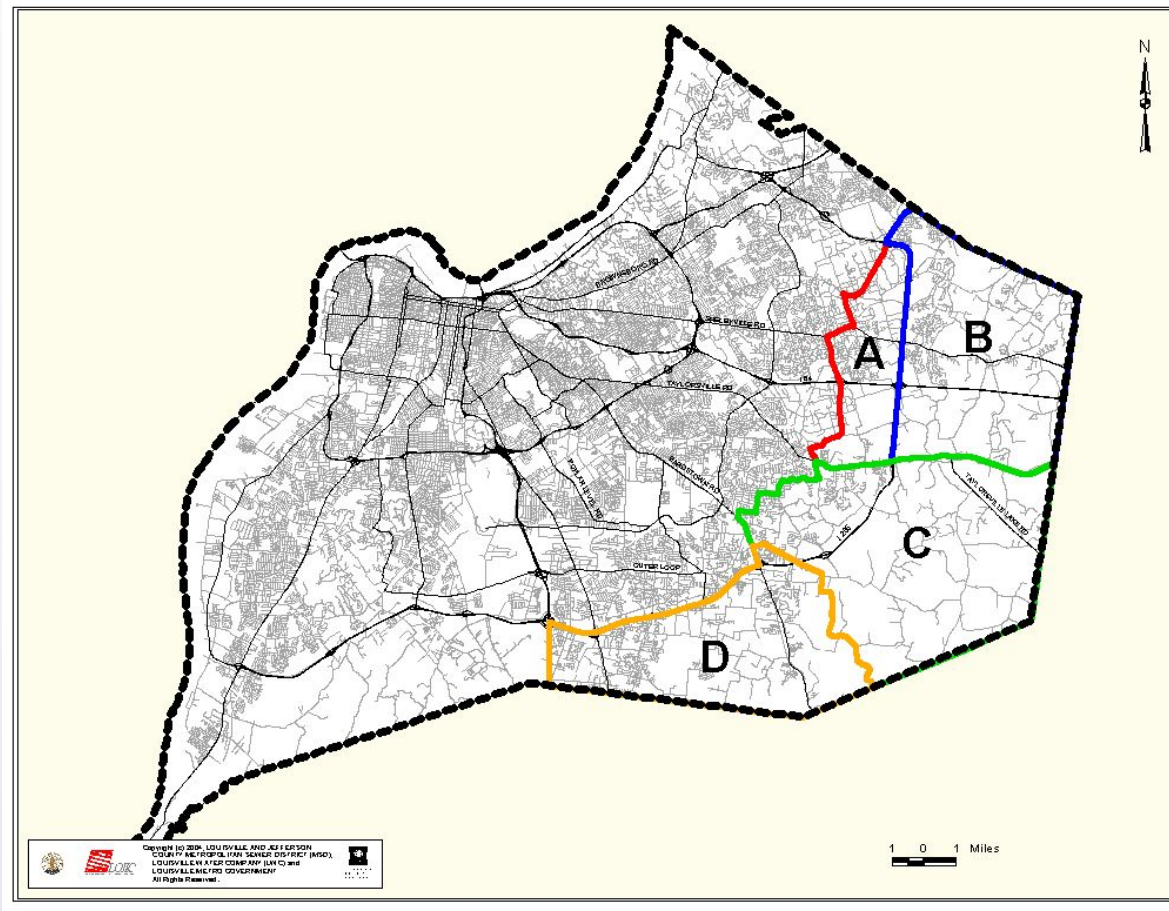 N
BROWNSBORO RD
SHELBYVILLE RD
A
B
I 64
TAYLORSVILLE RD
BARDSTOWN RD
POPLAR LEVEL RD
TAYLORSVILLE LAKE RD
I 265
C
OUTER LOOP
D
1 0 1 Miles
LOJIC
Copyright (c) 2004, LOUISVILLE AND JEFFERSON
COUNTY METROPOLITAN SEWER DISTRICT (MSD),
LOUISVILLE WATER COMPANY (LWC) and
LOUISVILLE METRO GOVERNMENT
All Rights Reserved.